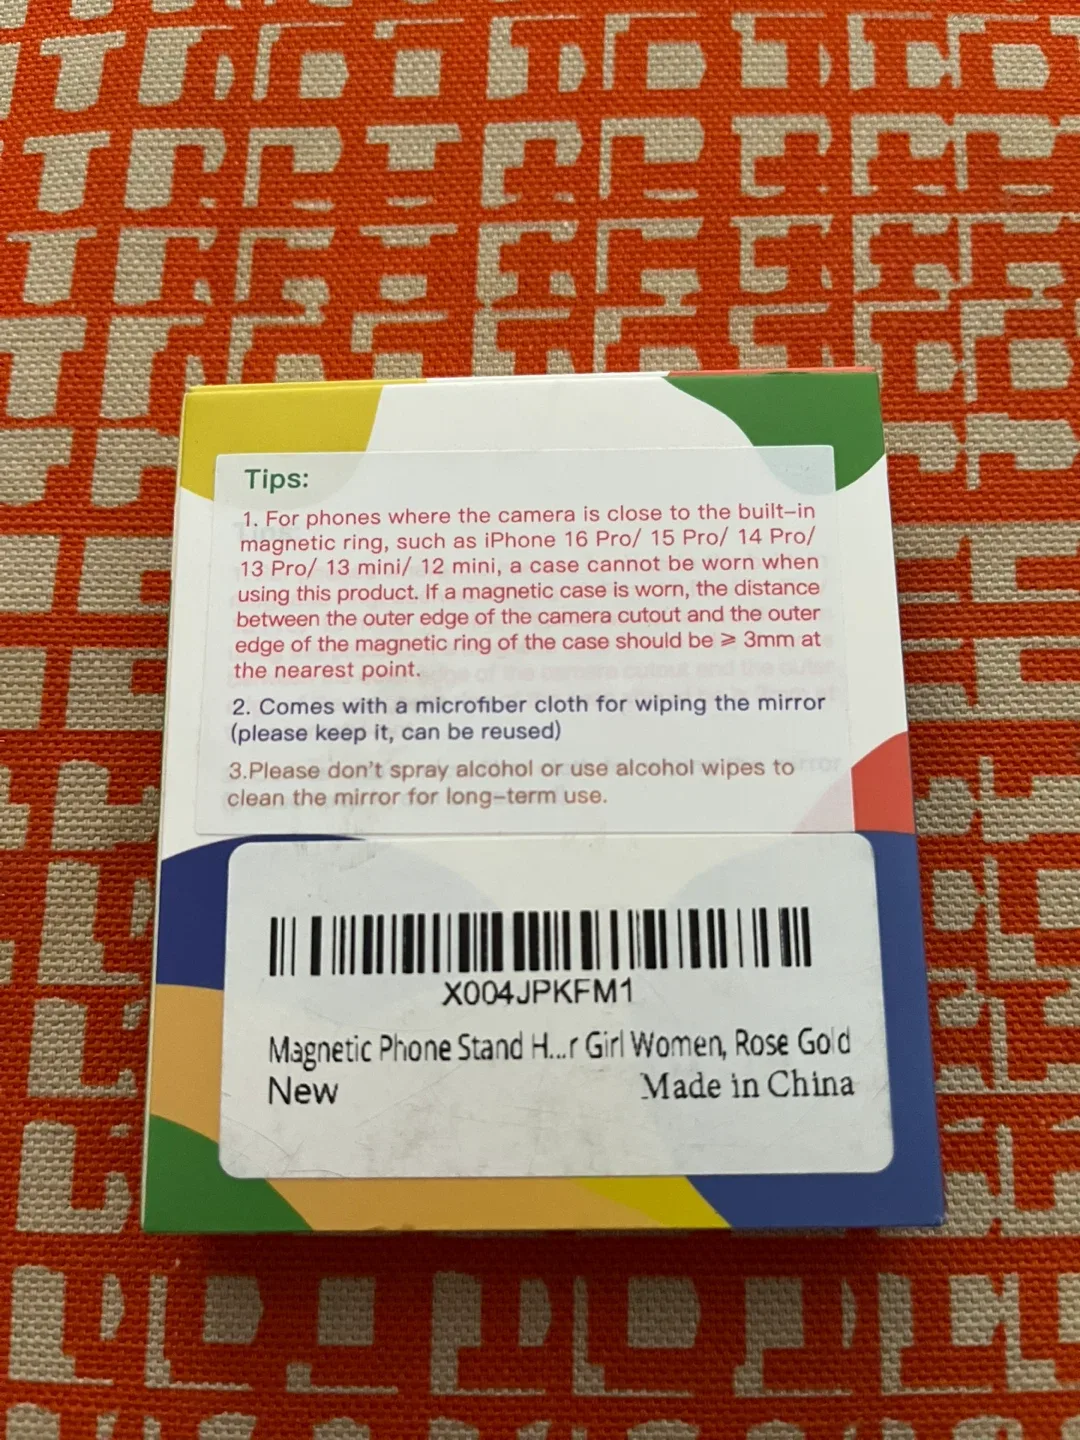 Tips:
1. For phones where the camera is close to the built-in
magnetic ring, such as iPhone 16 Pro/ 15 Pro/ 14 Pro/
13 Pro/ 13 mini/ 12 mini, a case cannot be worn when
using this product. If a magnetic case is worn, the distance
between the outer edge of the camera cutout and the outer
edge of the magnetic ring of the case should be ⩾ 3mm at
the nearest point.
2. Comes with a microfiber cloth for wiping the mirror
(please keep it, can be reused)
3.Please don't spray alcohol or use alcohol wipes to
clean the mirror for long-term use.
X004JPKFM1
Magnetic Phone Stand H...r Girl Women, Rose Gold
New Made in China